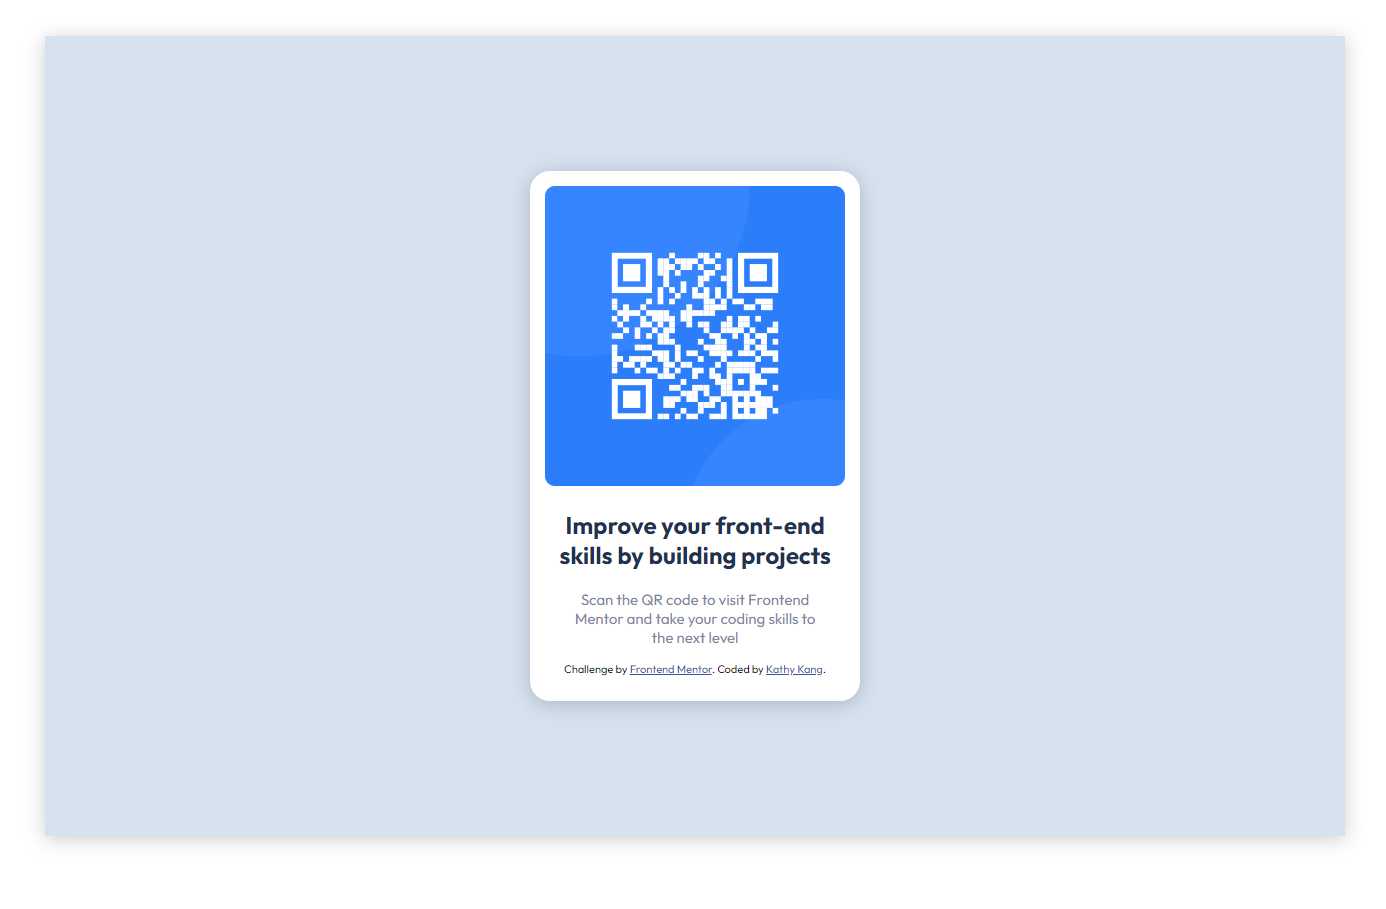 Improve your front-end
skills by building projects
Scan the QR code to visit Frontend
Mentor and take your coding skills to
the next level
Challenge by Frontend Mentor. Coded by Kathy Kang.